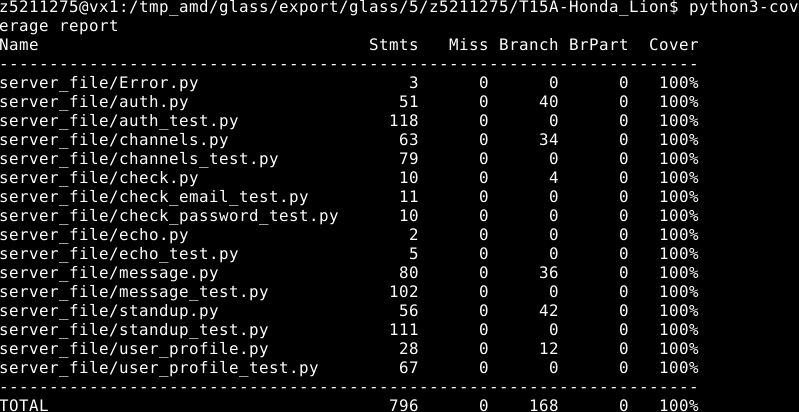 z5211275@vx1:/tmp_amd/glass/export/glass/5/z5211275/T15A-Honda_Lion$ python3-cov
erage report
Name                                 Stmts   Miss Branch BrPart  Cover
----------------------------------------------------------------------
server_file/Error.py                     3      0      0      0   100%
server_file/auth.py                     51      0     40      0   100%
server_file/auth_test.py               118      0      0      0   100%
server_file/channels.py                 63      0     34      0   100%
server_file/channels_test.py            79      0      0      0   100%
server_file/check.py                    10      0      4      0   100%
server_file/check_email_test.py         11      0      0      0   100%
server_file/check_password_test.py      10      0      0      0   100%
server_file/echo.py                      2      0      0      0   100%
server_file/echo_test.py                 5      0      0      0   100%
server_file/message.py                  80      0     36      0   100%
server_file/message_test.py            102      0      0      0   100%
server_file/standup.py                  56      0     42      0   100%
server_file/standup_test.py            111      0      0      0   100%
server_file/user_profile.py             28      0     12      0   100%
server_file/user_profile_test.py        67      0      0      0   100%
----------------------------------------------------------------------
TOTAL                                  796      0    168      0   100%